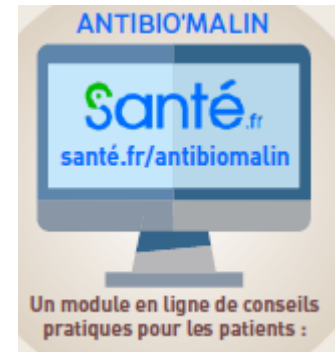 ANTIBIO'MALIN
Santé.fr
santé.fr/antibiomalin
Un module en ligne de conseils
pratiques pour les patients :